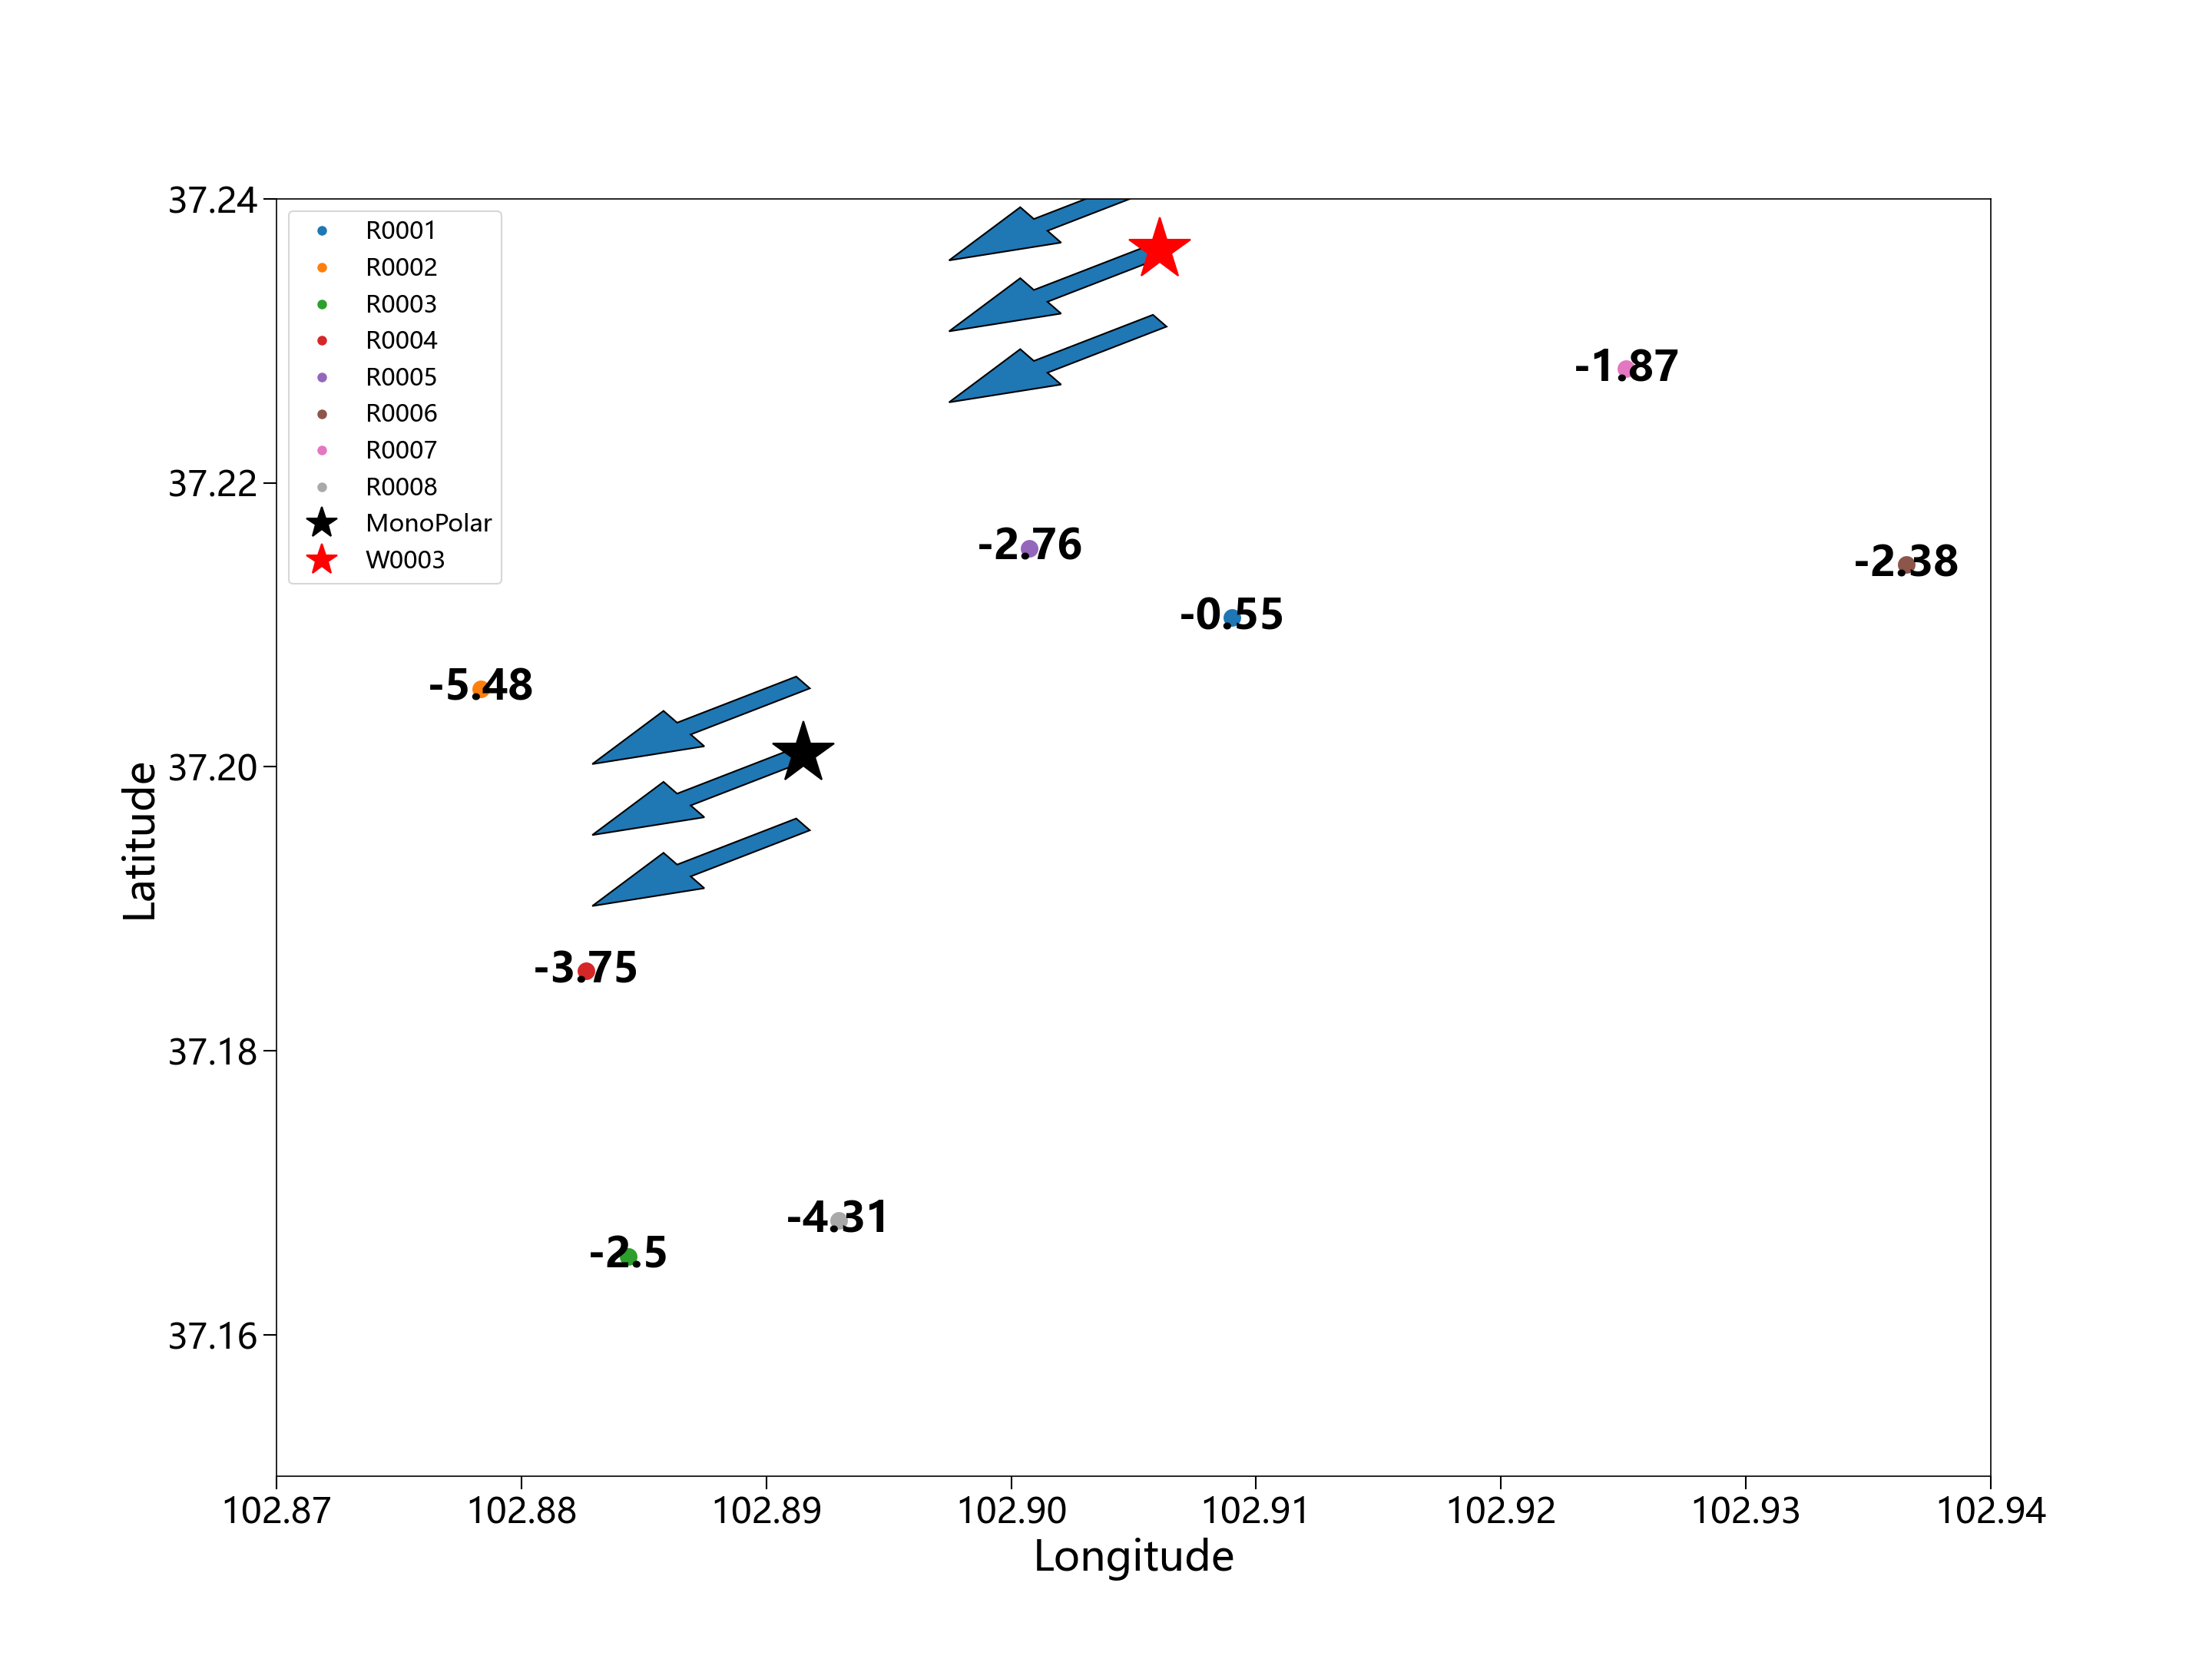 37.24
R0001
R0002
R0003
R0004
R0005
R0006
R0007
R0008
MonoPolar
W0003
-1.87
37.22
-2.76
-2.38
-0.55
-5.48
37.20
Latitude
-3.75
37.18
-4.31
-2.5
37.16
102.87 102.88 102.89 102.90 102.91 102.92 102.93 102.94
Longitude